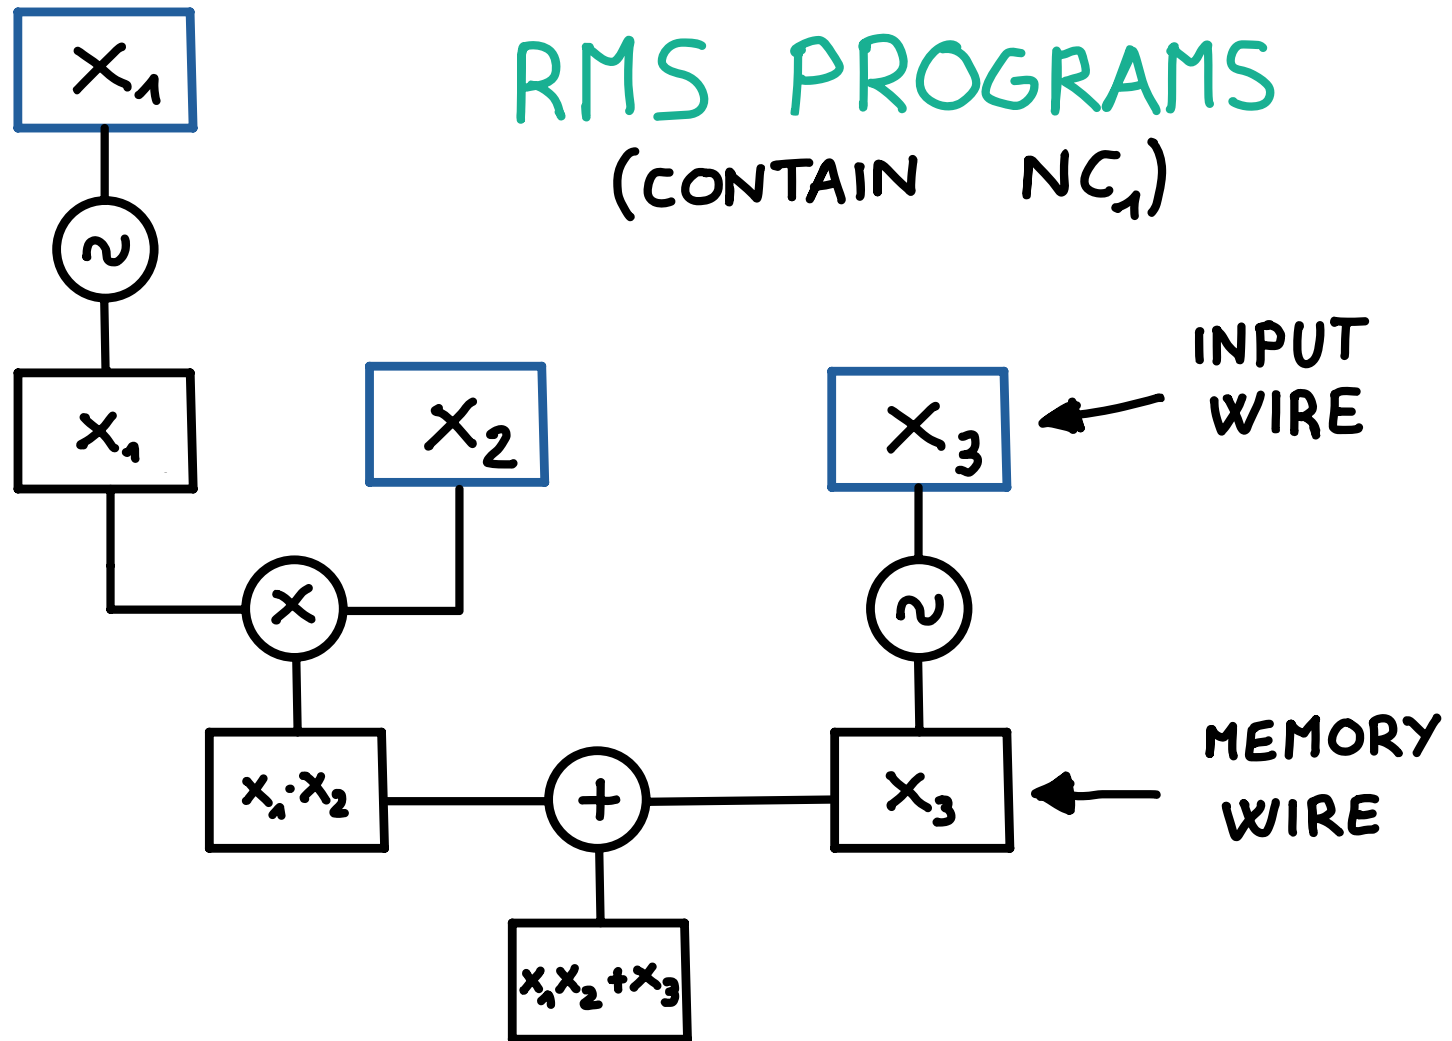 RMS PROGRAMS
(CONTAIN NC₁)
X₁
~
X₁
X₂
X₃
INPUT
WIRE
×
~
X₁·X₂
+
X₃
MEMORY
WIRE
X₁X₂+X₃